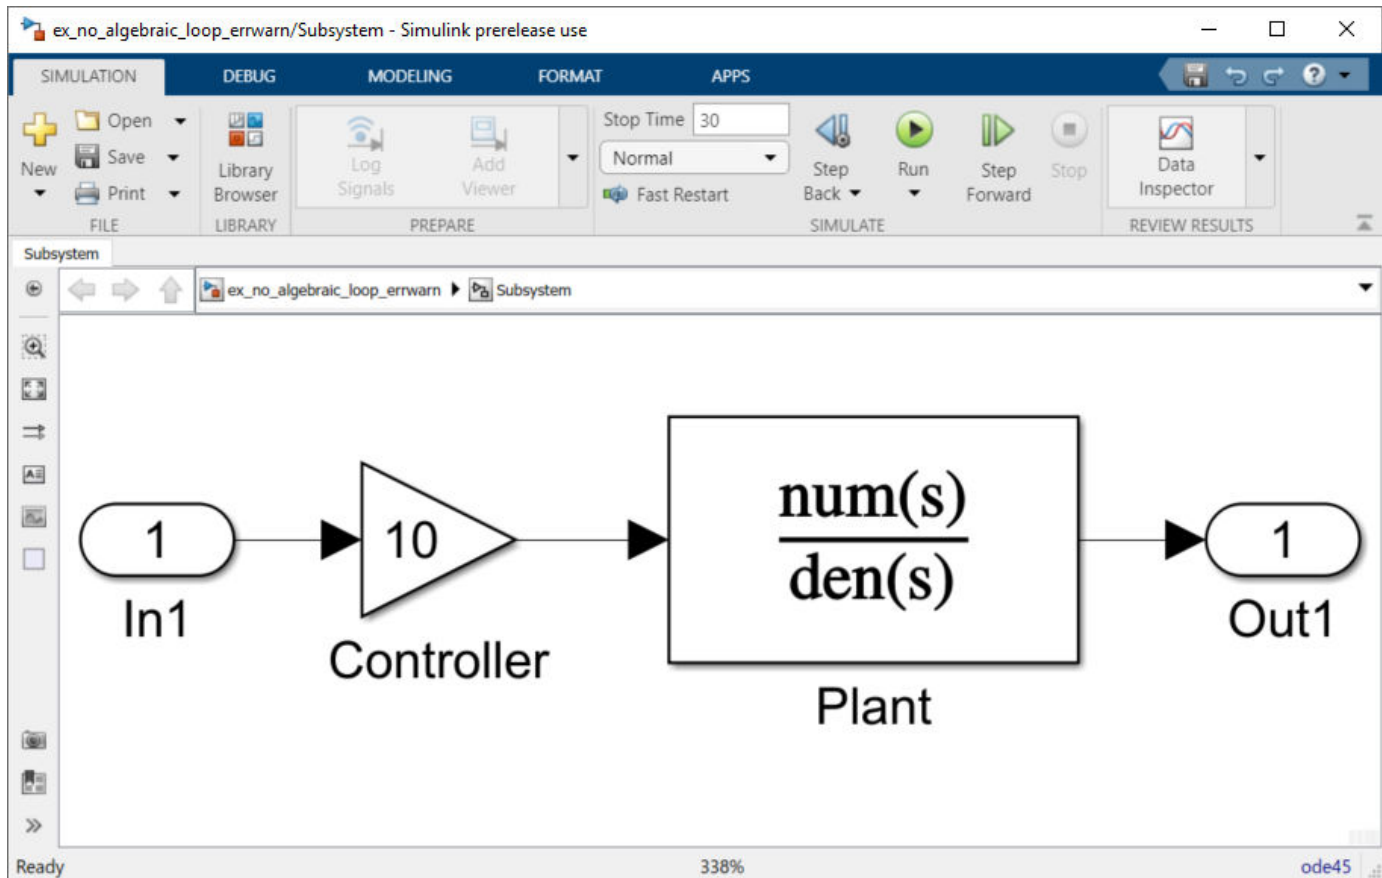 ex_no_algebraic_loop_errwarn/Subsystem - Simulink prerelease use
SIMULATION DEBUG MODELING FORMAT APPS
New
Open
Save
Print
FILE
Library
Browser
LIBRARY
Log
Signals
Add
Viewer
PREPARE
Stop Time 30
Normal
Fast Restart
Step
Back
Run
Step
Forward
Stop
SIMULATE
Data
Inspector
REVIEW RESULTS
Subsystem
ex_no_algebraic_loop_errwarn Subsystem
1
In1
10
Controller
num(s)
den(s)
Plant
1
Out1
Ready 338% ode45